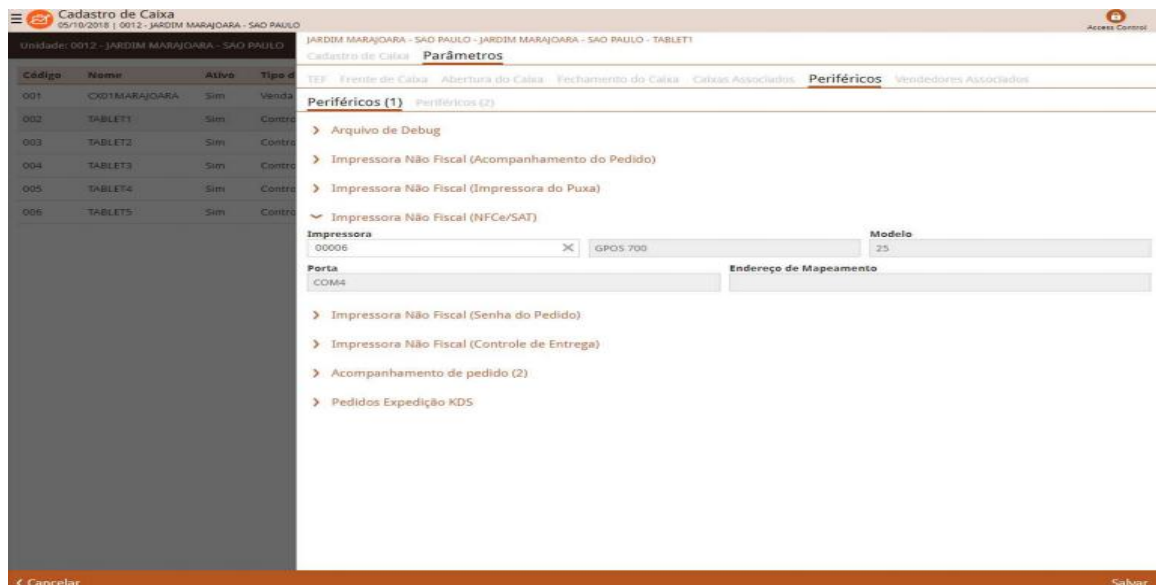 Cadastro de Caixa
05/10/2018 | 0012 - JARDIM MARAJOARA - SAO PAULO
Access Control
Unidade: 0012 - JARDIM MARAJOARA - SAO PAULO
JARDIM MARAJOARA - SAO PAULO - JARDIM MARAJOARA - SAO PAULO - TABLET1
Cadastro de Caixa Parâmetros
TEF Frente de Caixa Abertura do Caixa Fechamento do Caixa Caixas Associados Periféricos Vendedores Associados
Periféricos (1) Periféricos (2)
Código Nome Ativo Tipo d
001 CX01MARAJOARA Sim Venda
002 TABLET1 Sim Contro
003 TABLET2 Sim Contro
004 TABLET3 Sim Contro
005 TABLET4 Sim Contro
006 TABLET5 Sim Contro
Arquivo de Debug
Impressora Não Fiscal (Acompanhamento do Pedido)
Impressora Não Fiscal (Impressora do Puxa)
Impressora Não Fiscal (NFCe/SAT)
Impressora Modelo
00006 GPOS 700 25
Porta Endereço de Mapeamento
COM4
Impressora Não Fiscal (Senha do Pedido)
Impressora Não Fiscal (Controle de Entrega)
Acompanhamento de pedido (2)
Pedidos Expedição KDS
Cancelar Salvar